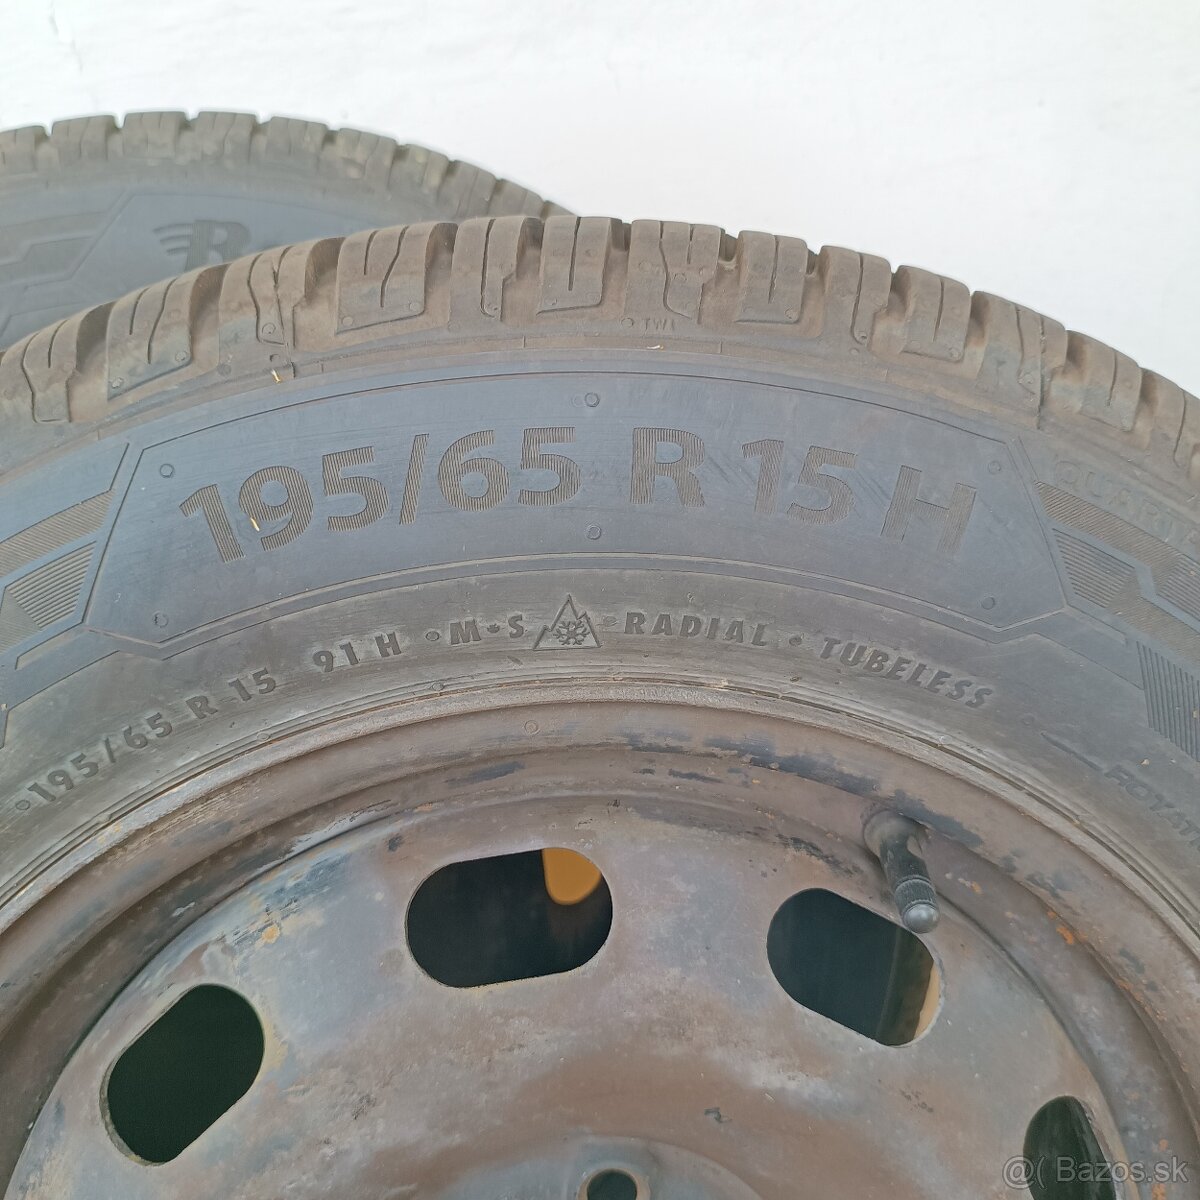 B
TWI
195/65 R 15 H
195/65 R 15 91 H • M+S RADIAL • TUBELESS
@( Bazos.sk